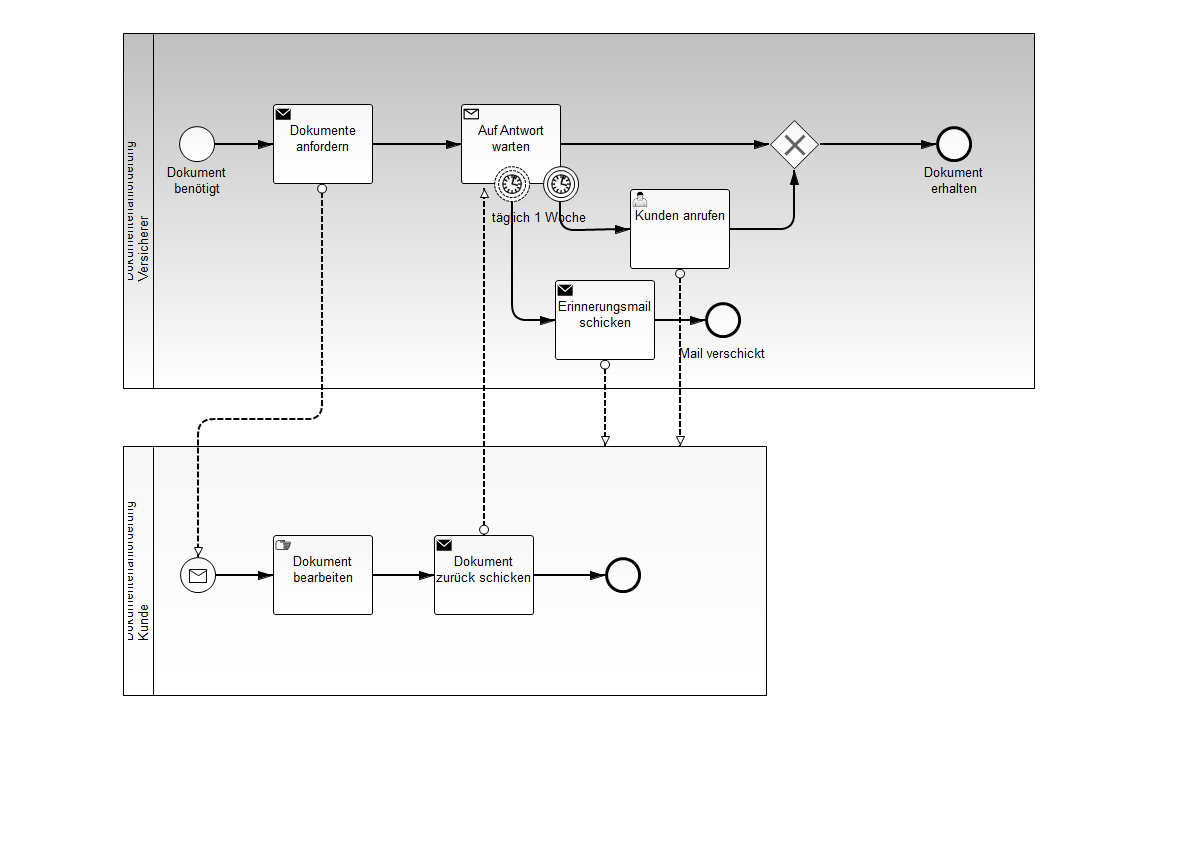 Dokumentenanforderung
Versicherer
Dokument
benötigt
Dokumente
anfordern
Auf Antwort
warten
täglich
1 Woche
Kunden anrufen
Erinnerungsmail
schicken
Mail verschickt
Dokument
erhalten
Dokumentenanforderung
Kunde
Dokument
bearbeiten
Dokument
zurück schicken